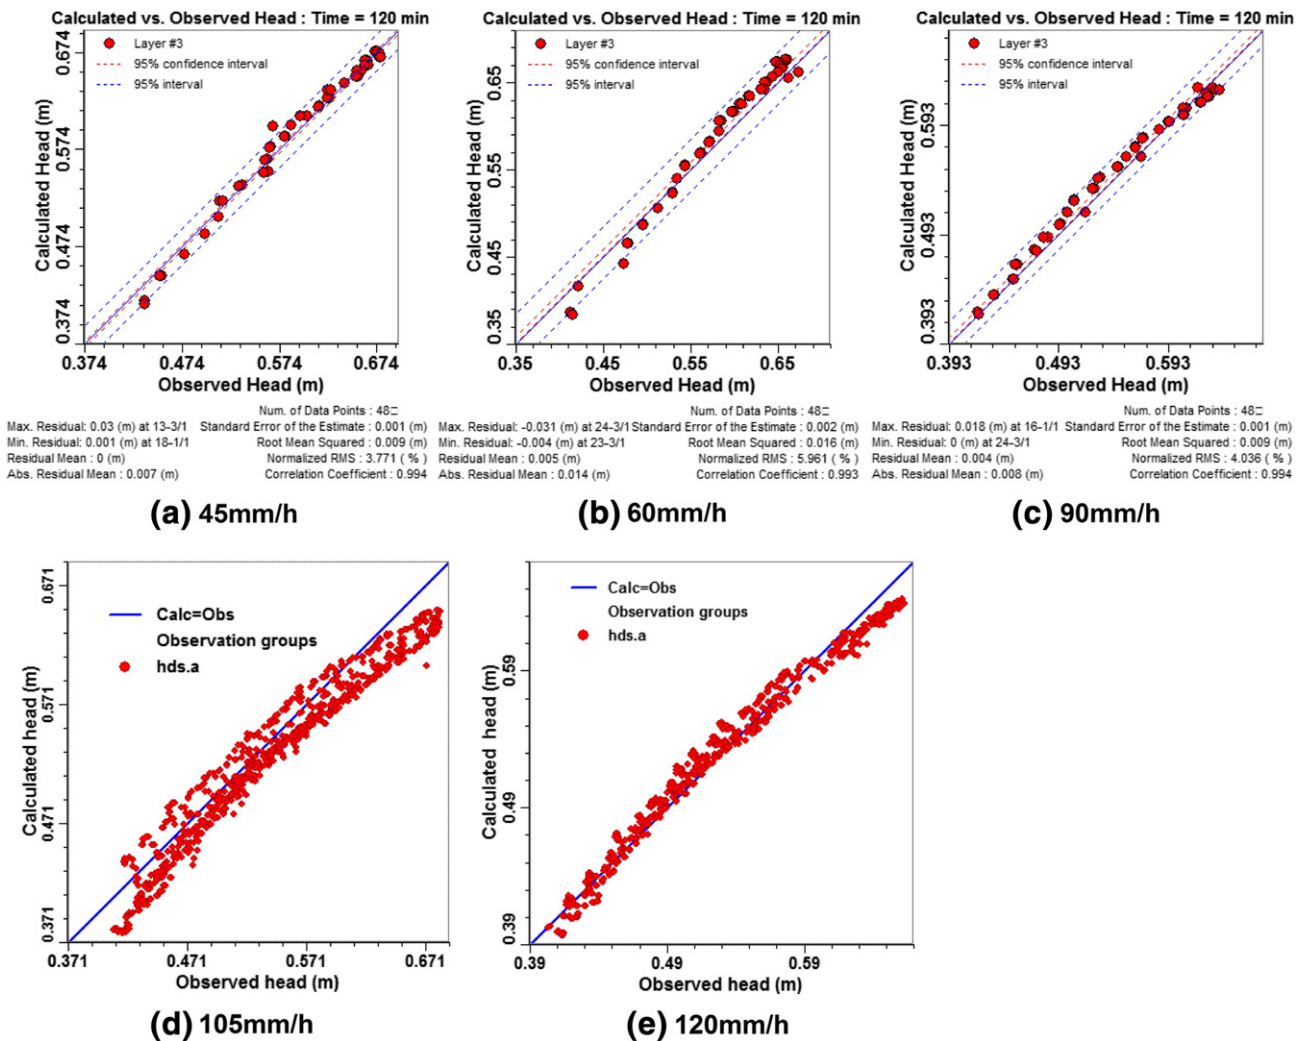 Calculated vs. Observed Head : Time = 120 min
Layer #3
95% confidence interval
95% interval
Calculated Head (m)
0.674
0.574
0.474
0.374
0.374 0.474 0.574 0.674
Observed Head (m)
Num. of Data Points : 48□
Max. Residual: 0.03 (m) at 13-3/1 Standard Error of the Estimate : 0.001 (m)
Min. Residual: 0.001 (m) at 18-1/1 Root Mean Squared : 0.009 (m)
Residual Mean : 0 (m) Normalized RMS : 3.771 ( % )
Abs. Residual Mean : 0.007 (m) Correlation Coefficient : 0.994
(a) 45mm/h
Calculated vs. Observed Head : Time = 120 min
Layer #3
95% confidence interval
95% interval
Calculated Head (m)
0.65
0.55
0.45
0.35
0.35 0.45 0.55 0.65
Observed Head (m)
Num. of Data Points : 48□
Max. Residual: -0.031 (m) at 24-3/1 Standard Error of the Estimate : 0.002 (m)
Min. Residual: -0.004 (m) at 23-3/1 Root Mean Squared : 0.016 (m)
Residual Mean : 0.005 (m) Normalized RMS : 5.961 ( % )
Abs. Residual Mean : 0.014 (m) Correlation Coefficient : 0.993
(b) 60mm/h
Calculated vs. Observed Head : Time = 120 min
Layer #3
95% confidence interval
95% interval
Calculated Head (m)
0.593
0.493
0.393
0.393 0.493 0.593
Observed Head (m)
Num. of Data Points : 48□
Max. Residual: 0.018 (m) at 16-1/1 Standard Error of the Estimate : 0.001 (m)
Min. Residual: 0 (m) at 24-3/1 Root Mean Squared : 0.009 (m)
Residual Mean : 0.004 (m) Normalized RMS : 4.036 ( % )
Abs. Residual Mean : 0.008 (m) Correlation Coefficient : 0.994
(c) 90mm/h
Calc=Obs
Observation groups
hds.a
Calculated head (m)
0.671
0.571
0.471
0.371
0.371 0.471 0.571 0.671
Observed head (m)
(d) 105mm/h
Calc=Obs
Observation groups
hds.a
Calculated head (m)
0.59
0.49
0.39
0.39 0.49 0.59
Observed head (m)
(e) 120mm/h